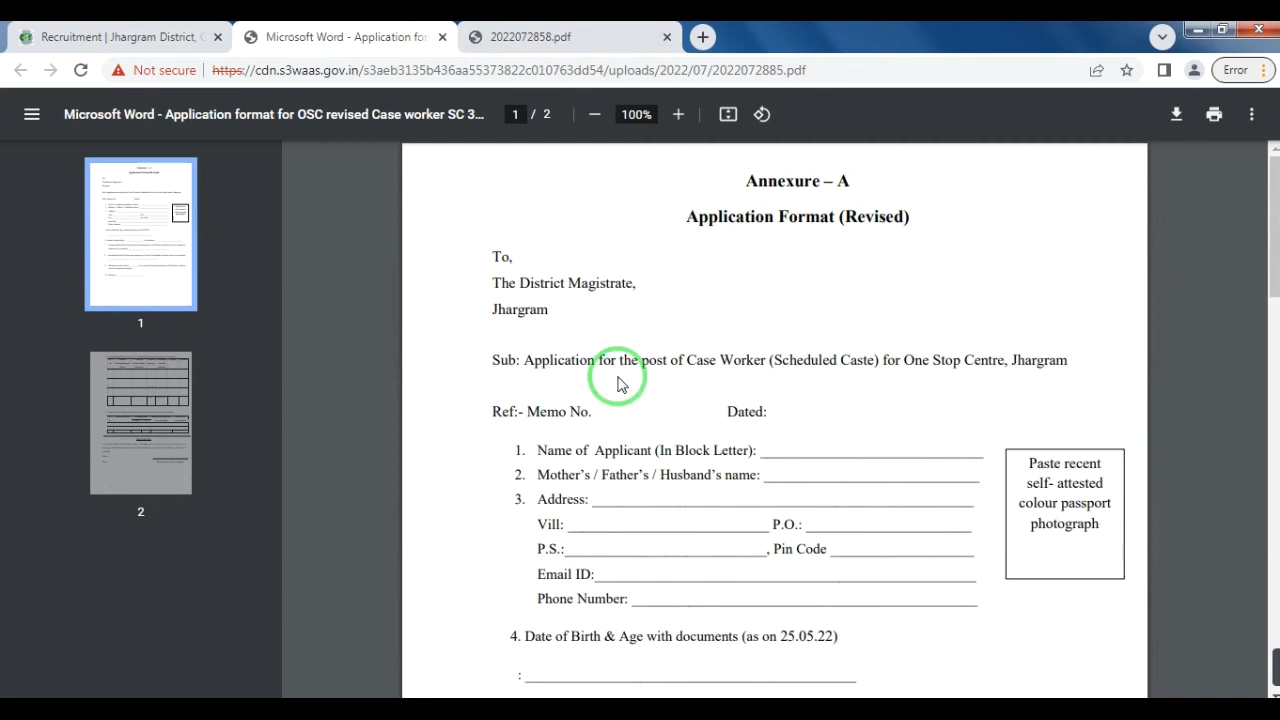 Recruitment | Jhargram District,
Microsoft Word - Application for
2022072858.pdf
Not secure
https://cdn.s3waas.gov.in/s3aeb3135b436aa55373822c010763dd54/uploads/2022/07/2022072885.pdf
Error
Microsoft Word - Application format for OSC revised Case worker SC 3...
1 / 2
100%
1
2
Annexure – A
Application Format (Revised)
To,
The District Magistrate,
Jhargram
Sub: Application for the post of Case Worker (Scheduled Caste) for One Stop Centre, Jhargram
Ref:- Memo No. Dated:
1. Name of Applicant (In Block Letter):
2. Mother's / Father's / Husband's name:
3. Address:
Vill: P.O.:
P.S.: , Pin Code
Email ID:
Phone Number:
Paste recent
self- attested
colour passport
photograph
4. Date of Birth & Age with documents (as on 25.05.22)
: